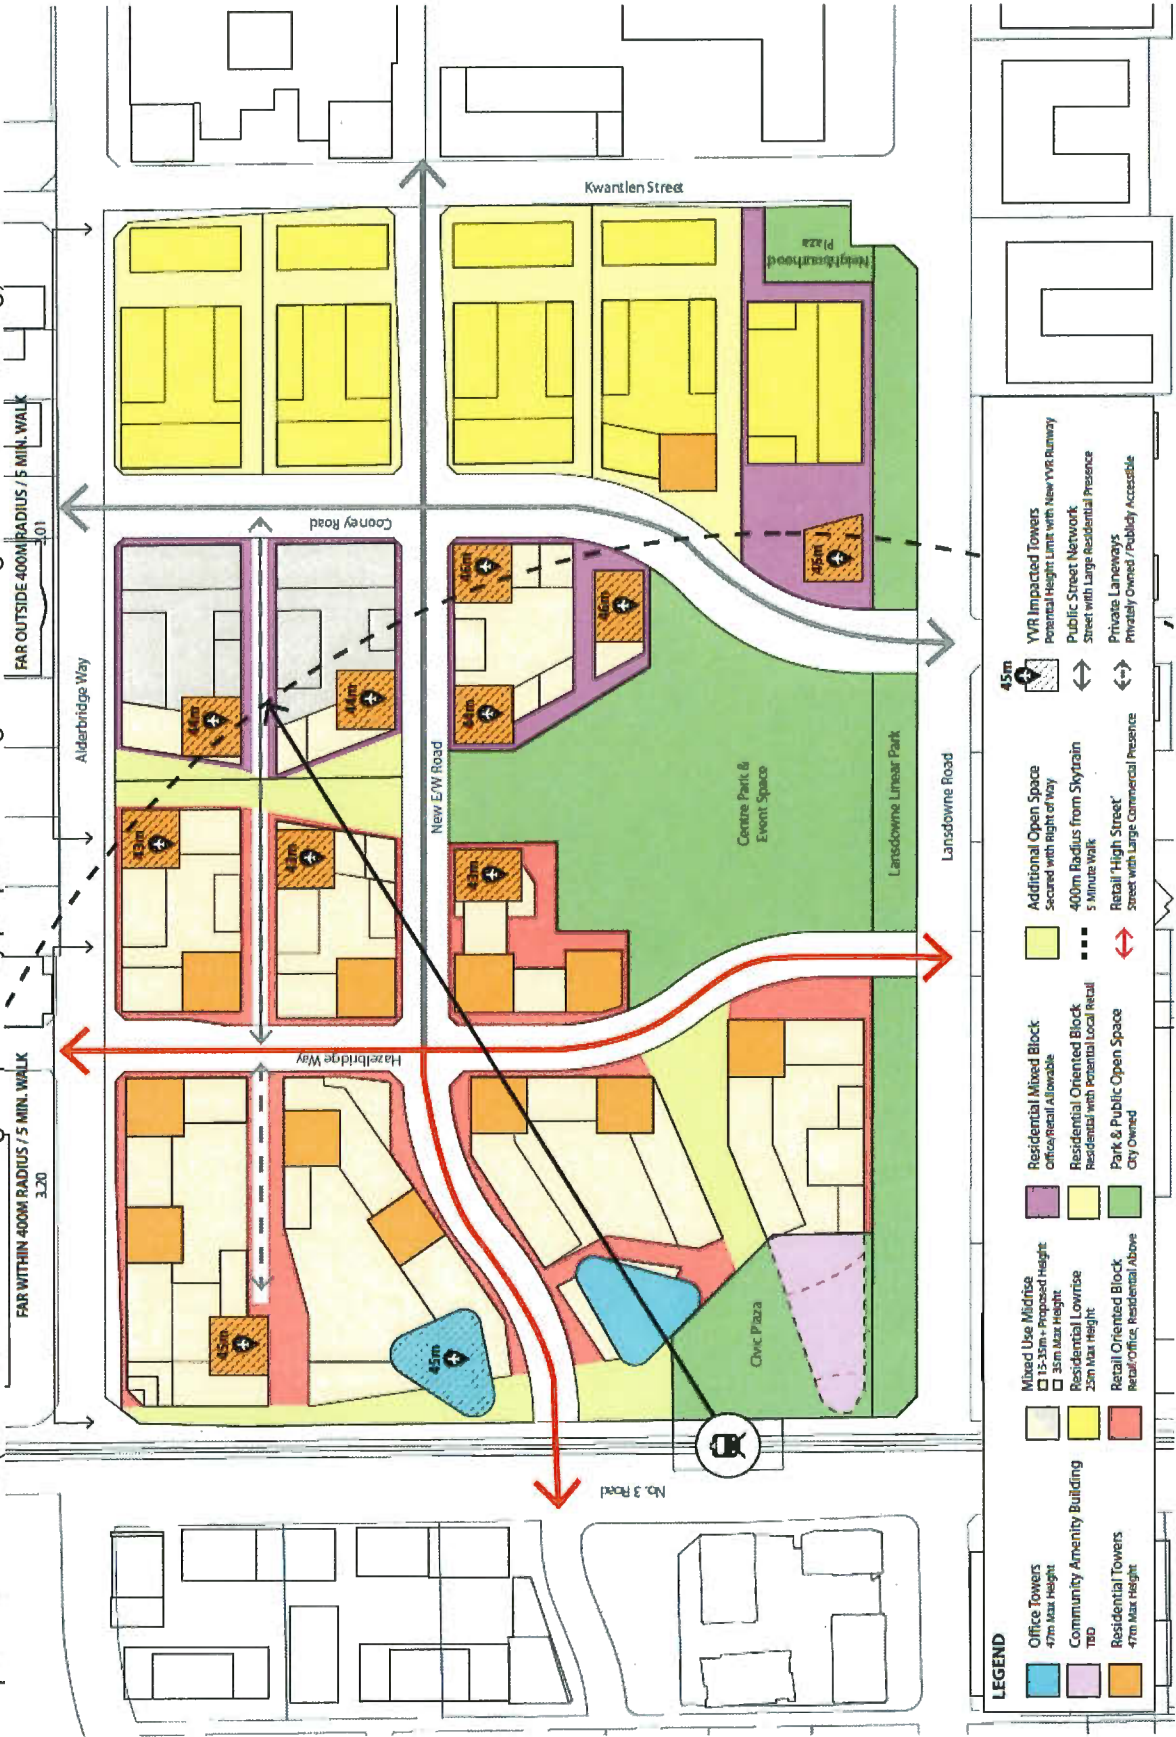 FAR WITHIN 400M RADIUS / 5 MIN. WALK
3.20
FAR OUTSIDE 400M RADIUS / 5 MIN. WALK
3.01
Alderbridge Way
Kwantlen Street
Cooney Road
Hazelbridge Way
New E/W Road
No. 3 Road
Lansdowne Road
Lansdowne Linear Park
Centre Park &
Event Space
Civic Plaza
Neighbourhood
Plaza
45m
43m
44m
43m
44m
45m
43m
44m
46m
46m
LEGEND
Office Towers
47m Max Height
Community Amenity Building
TBD
Residential Towers
47m Max Height
Mixed Use Midrise
15-35m+ Proposed Height
35m Max Height
Residential Lowrise
25m Max Height
Retail Oriented Block
Retail/Office, Residential Above
Residential Mixed Block
Office/Retail Allowable
Residential Oriented Block
Residential with Potential Local Retail
Park & Public Open Space
City Owned
Additional Open Space
Secured with Right of Way
400m Radius from Skytrain
5 Minute Walk
Retail 'High Street'
Street with Large Commercial Presence
45m
YVR Impacted Towers
Potential Height Limit with New YVR Runway
Public Street Network
Street with Large Residential Presence
Private Laneways
Privately Owned / Publicly Accessible